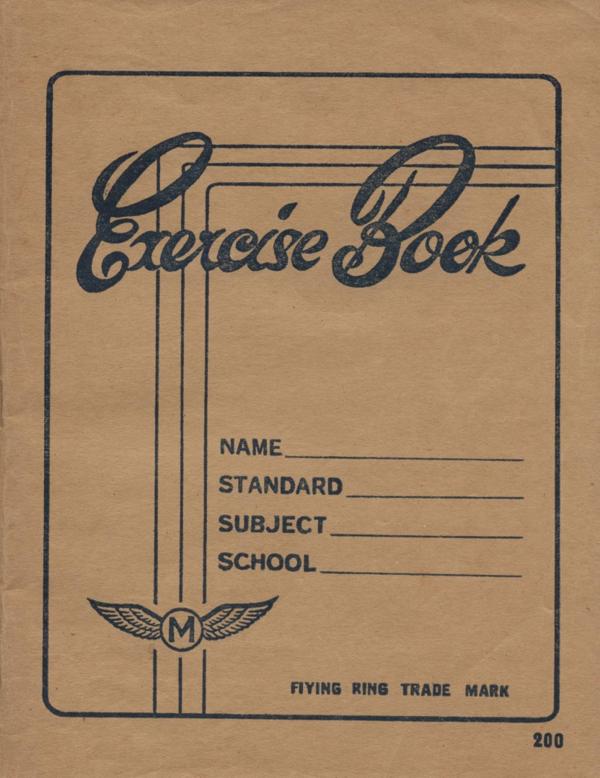 Exercise Book
NAME
STANDARD
SUBJECT
SCHOOL
M
FIYING RING TRADE MARK
200